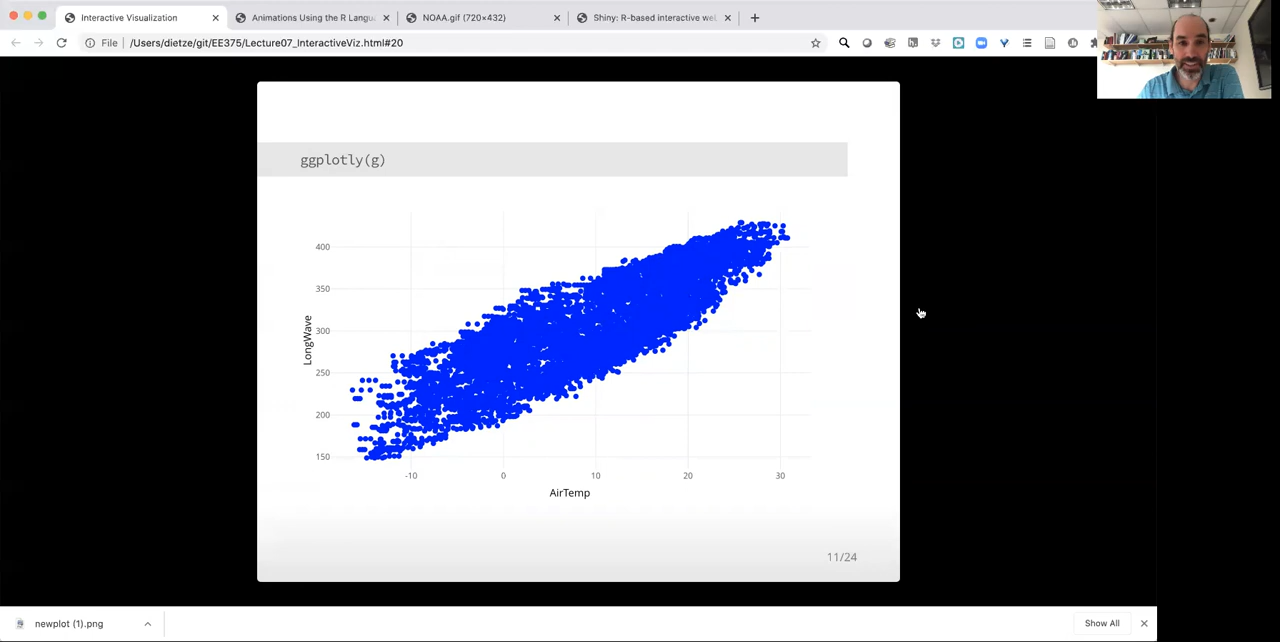 Interactive Visualization
Animations Using the R Langu
NOAA.gif (720×432)
Shiny: R-based interactive we
File
/Users/dietze/git/EE375/Lecture07_InteractiveViz.html#20
ggplotly(g)
400
350
300
250
200
150
LongWave
-10
0
10
20
30
AirTemp
11/24
newplot (1).png
Show All